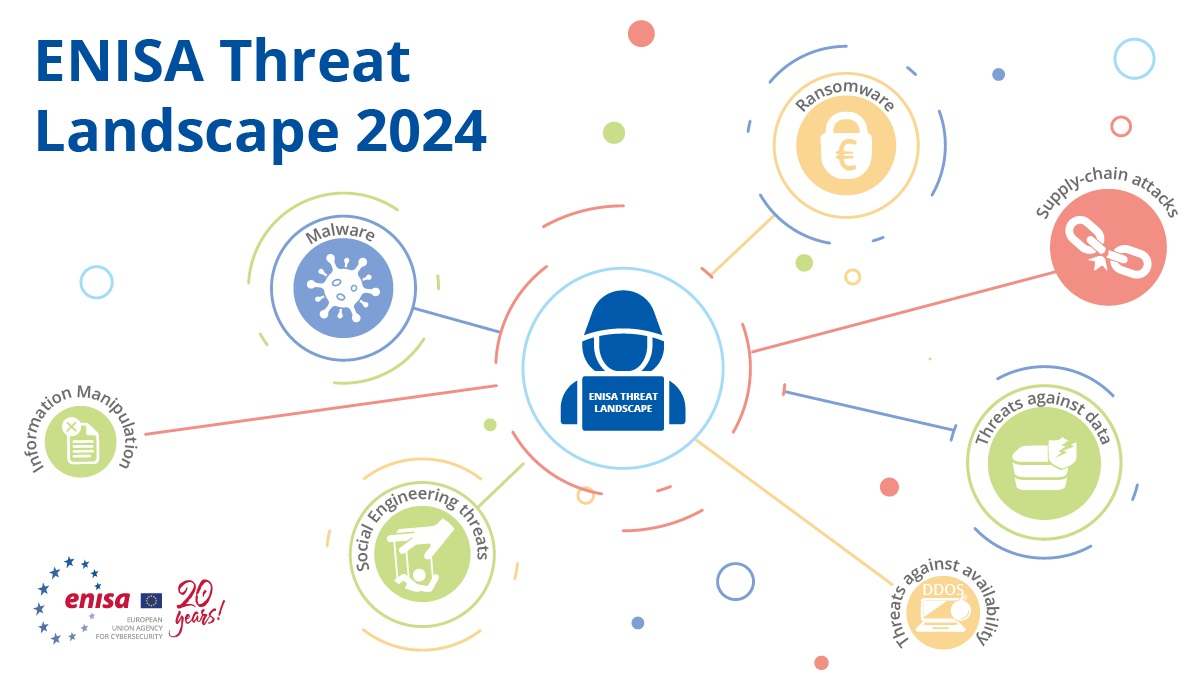 ENISA Threat
Landscape 2024
Ransomware
€
Supply-chain attacks
Malware
ENISA THREAT
LANDSCAPE
Information Manipulation
Threats against data
Social Engineering threats
Threats against availability
DDOS
enisa
20
years!
EUROPEAN
UNION AGENCY
FOR CYBERSECURITY